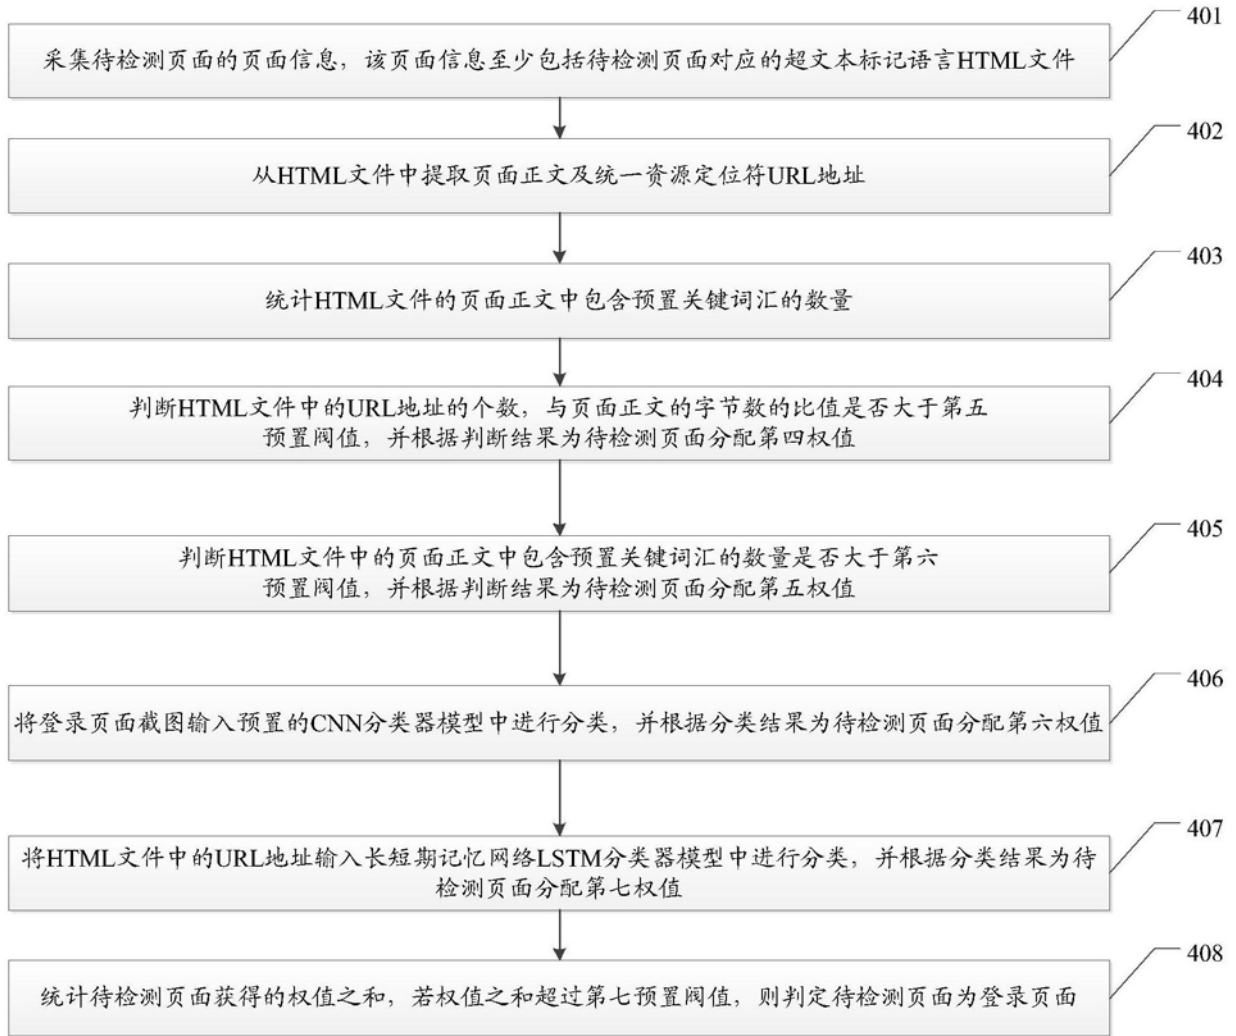 401
采集待检测页面的页面信息，该页面信息至少包括待检测页面对应的超文本标记语言HTML文件
402
从HTML文件中提取页面正文及统一资源定位符URL地址
403
统计HTML文件的页面正文中包含预置关键词汇的数量
404
判断HTML文件中的URL地址的个数，与页面正文的字节数的比值是否大于第五
预置阀值，并根据判断结果为待检测页面分配第四权值
405
判断HTML文件中的页面正文中包含预置关键词汇的数量是否大于第六
预置阀值，并根据判断结果为待检测页面分配第五权值
406
将登录页面截图输入预置的CNN分类器模型中进行分类，并根据分类结果为待检测页面分配第六权值
407
将HTML文件中的URL地址输入长短期记忆网络LSTM分类器模型中进行分类，并根据分类结果为待
检测页面分配第七权值
408
统计待检测页面获得的权值之和，若权值之和超过第七预置阀值，则判定待检测页面为登录页面